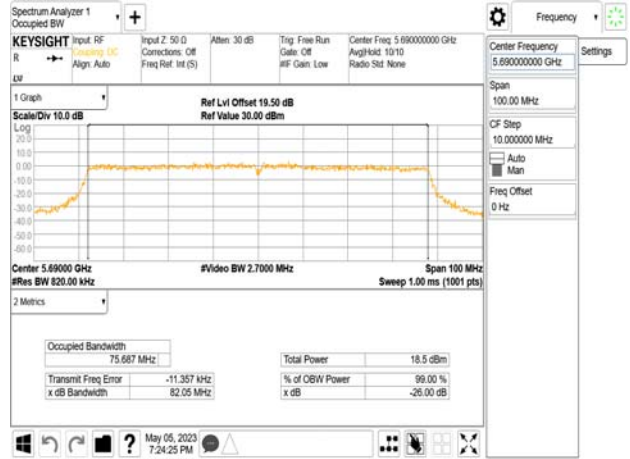 Spectrum Analyzer 1
Occupied BW
Frequency
KEYSIGHT
R
LXI
Input: RF
Coupling: DC
Align: Auto
Input Z: 50 Ω
Corrections: Off
Freq Ref: Int (S)
Atten: 30 dB
Trig: Free Run
Gate: Off
#IF Gain: Low
Center Freq: 5.690000000 GHz
Avg|Hold: 10/10
Radio Std: None
Center Frequency
5.690000000 GHz
Settings
Span
100.00 MHz
CF Step
10.000000 MHz
Auto
Man
Freq Offset
0 Hz
1 Graph
Scale/Div 10.0 dB
Ref Lvl Offset 19.50 dB
Ref Value 30.00 dBm
Log
20.0
10.0
0.00
-10.0
-20.0
-30.0
-40.0
-50.0
-60.0
Center 5.69000 GHz
#Res BW 820.00 kHz
#Video BW 2.7000 MHz
Span 100 MHz
Sweep 1.00 ms (1001 pts)
2 Metrics
Occupied Bandwidth
75.687 MHz
Total Power 18.5 dBm
Transmit Freq Error -11.357 kHz
% of OBW Power 99.00 %
x dB Bandwidth 82.05 MHz
x dB -26.00 dB
?
May 05, 2023
7:24:25 PM